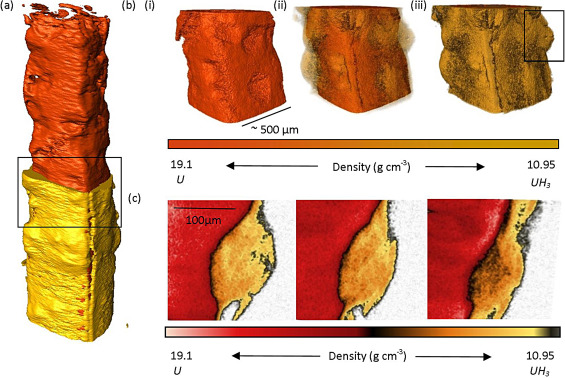 (a)
(b)
(i)
(ii)
(iii)
~ 500 µm
19.1
Density (g cm-3)
10.95
U
UH3
(c)
100µm
19.1
Density (g cm-3)
10.95
U
UH3